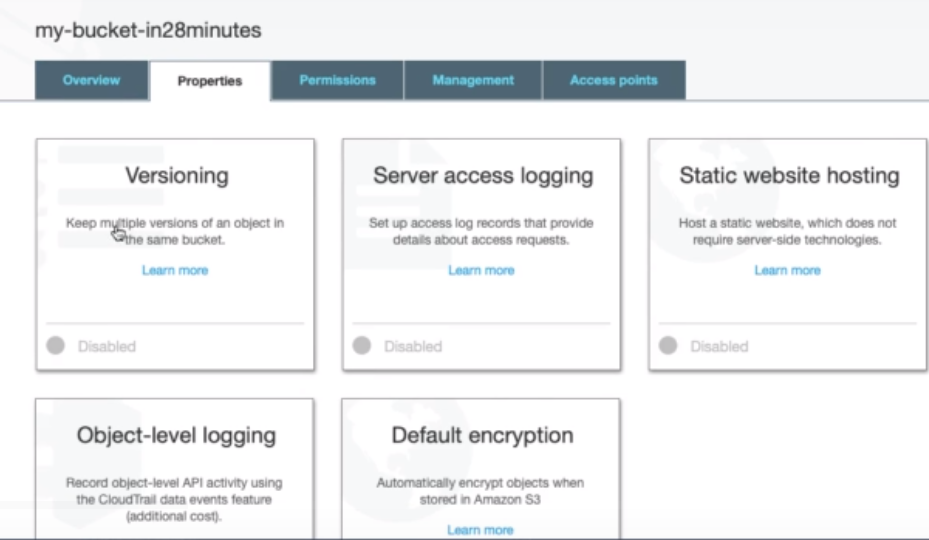 my-bucket-in28minutes
Overview
Properties
Permissions
Management
Access points
Versioning
Keep multiple versions of an object in
the same bucket.
Learn more
Disabled
Server access logging
Set up access log records that provide
details about access requests.
Learn more
Disabled
Static website hosting
Host a static website, which does not
require server-side technologies.
Learn more
Disabled
Object-level logging
Record object-level API activity using
the CloudTrail data events feature
(additional cost).
Default encryption
Automatically encrypt objects when
stored in Amazon S3
Learn more